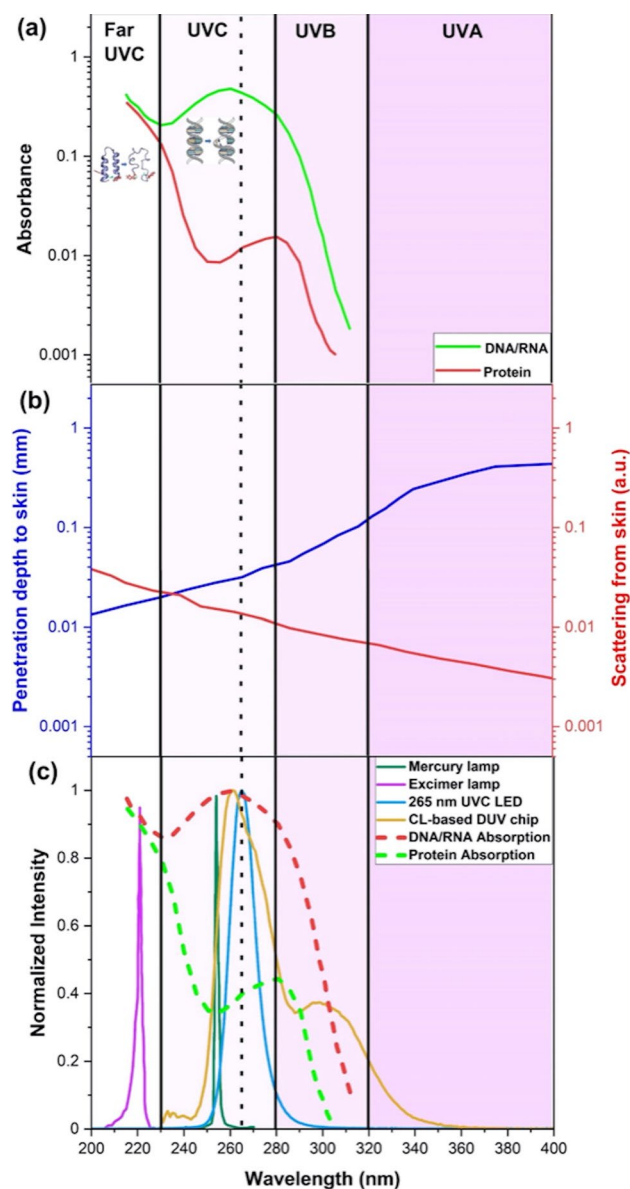 (a)
Far UVC
UVC
UVB
UVA
1
0.1
0.01
0.001
Absorbance
DNA/RNA
Protein
(b)
1
0.1
0.01
0.001
Penetration depth to skin (mm)
1
0.1
0.01
0.001
Scattering from skin (a.u.)
(c)
Mercury lamp
Excimer lamp
265 nm UVC LED
CL-based DUV chip
DNA/RNA Absorption
Protein Absorption
1
0.8
0.6
0.4
0.2
0
Normalized Intensity
200 220 240 260 280 300 320 340 360 380 400
Wavelength (nm)